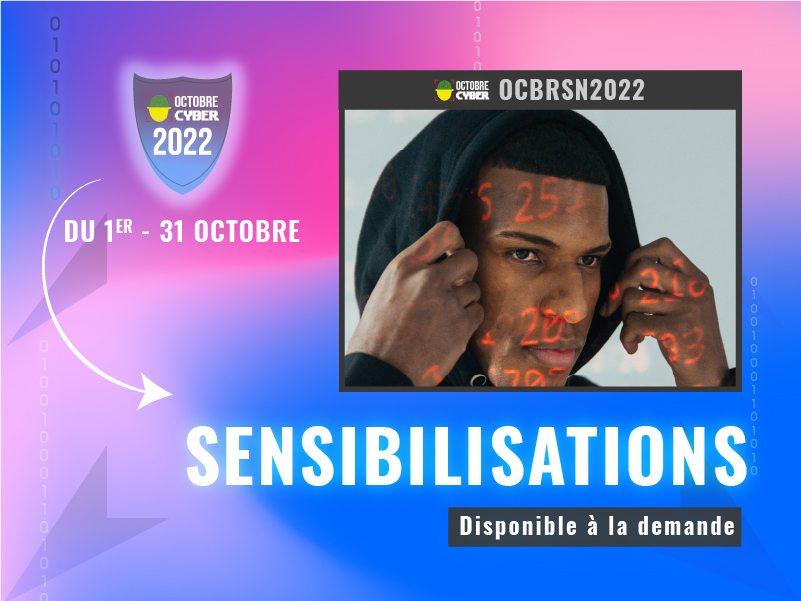 OCTOBRE
CYBER
2022
OCTOBRE
CYBER
OCBRSN2022
DU 1ER - 31 OCTOBRE
SENSIBILISATIONS
Disponible à la demande